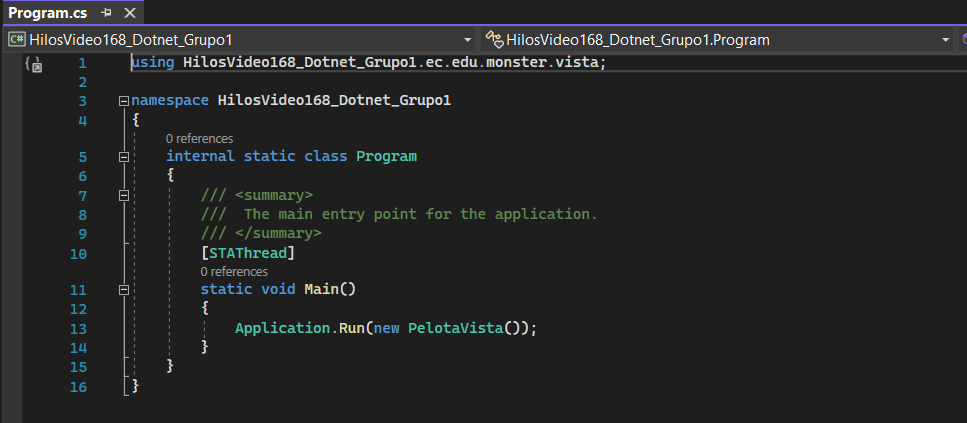 Program.cs
C# HilosVideo168_Dotnet_Grupo1 HilosVideo168_Dotnet_Grupo1.Program
1 using HilosVideo168_Dotnet_Grupo1.ec.edu.monster.vista;
2
3 namespace HilosVideo168_Dotnet_Grupo1
4 {
0 references
5 internal static class Program
6 {
7 /// <summary>
8 ///  The main entry point for the application.
9 /// </summary>
10 [STAThread]
0 references
11 static void Main()
12 {
13 Application.Run(new PelotaVista());
14 }
15 }
16 }